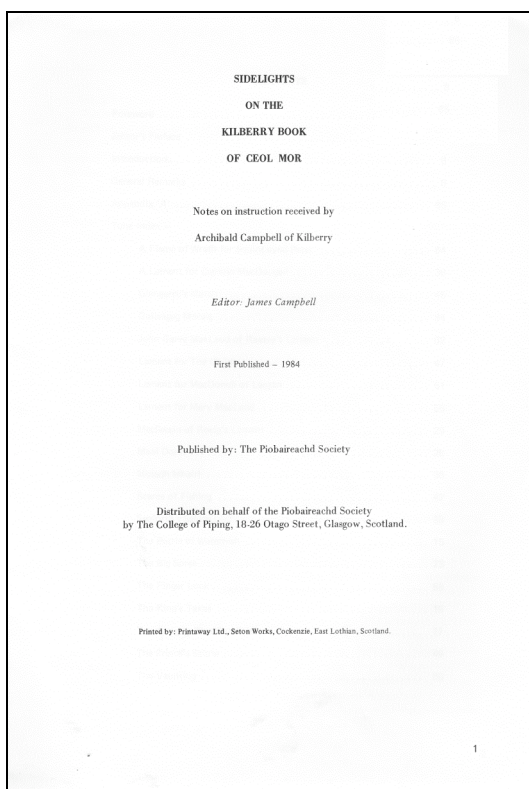 SIDELIGHTS
ON THE
KILBERRY BOOK
OF CEOL MOR
Notes on instruction received by
Archibald Campbell of Kilberry
Editor: James Campbell
First Published – 1984
Published by: The Piobaireachd Society
Distributed on behalf of the Piobaireachd Society
by The College of Piping, 18-26 Otago Street, Glasgow, Scotland.
Printed by: Printaway Ltd., Seton Works, Cockenzie, East Lothian, Scotland.
1